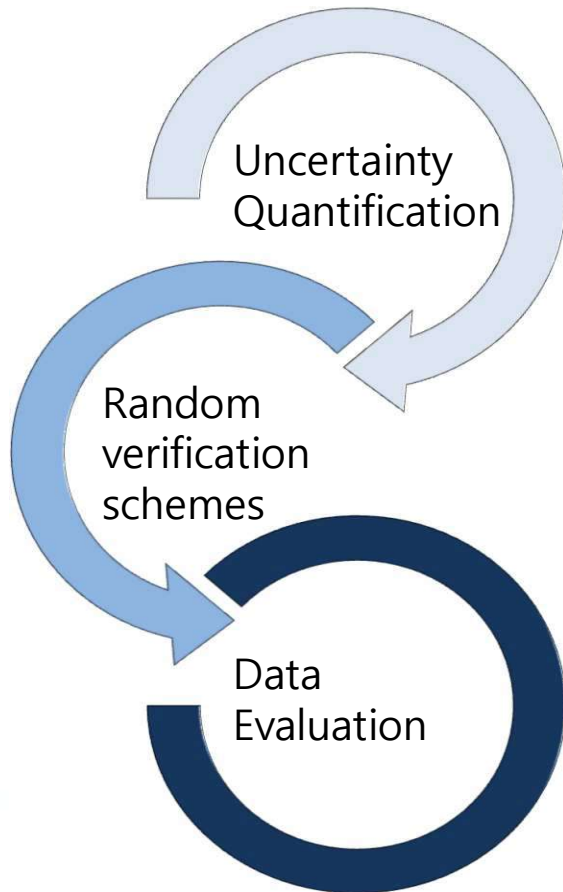 Uncertainty
Quantification
Random
verification
schemes
Data
Evaluation